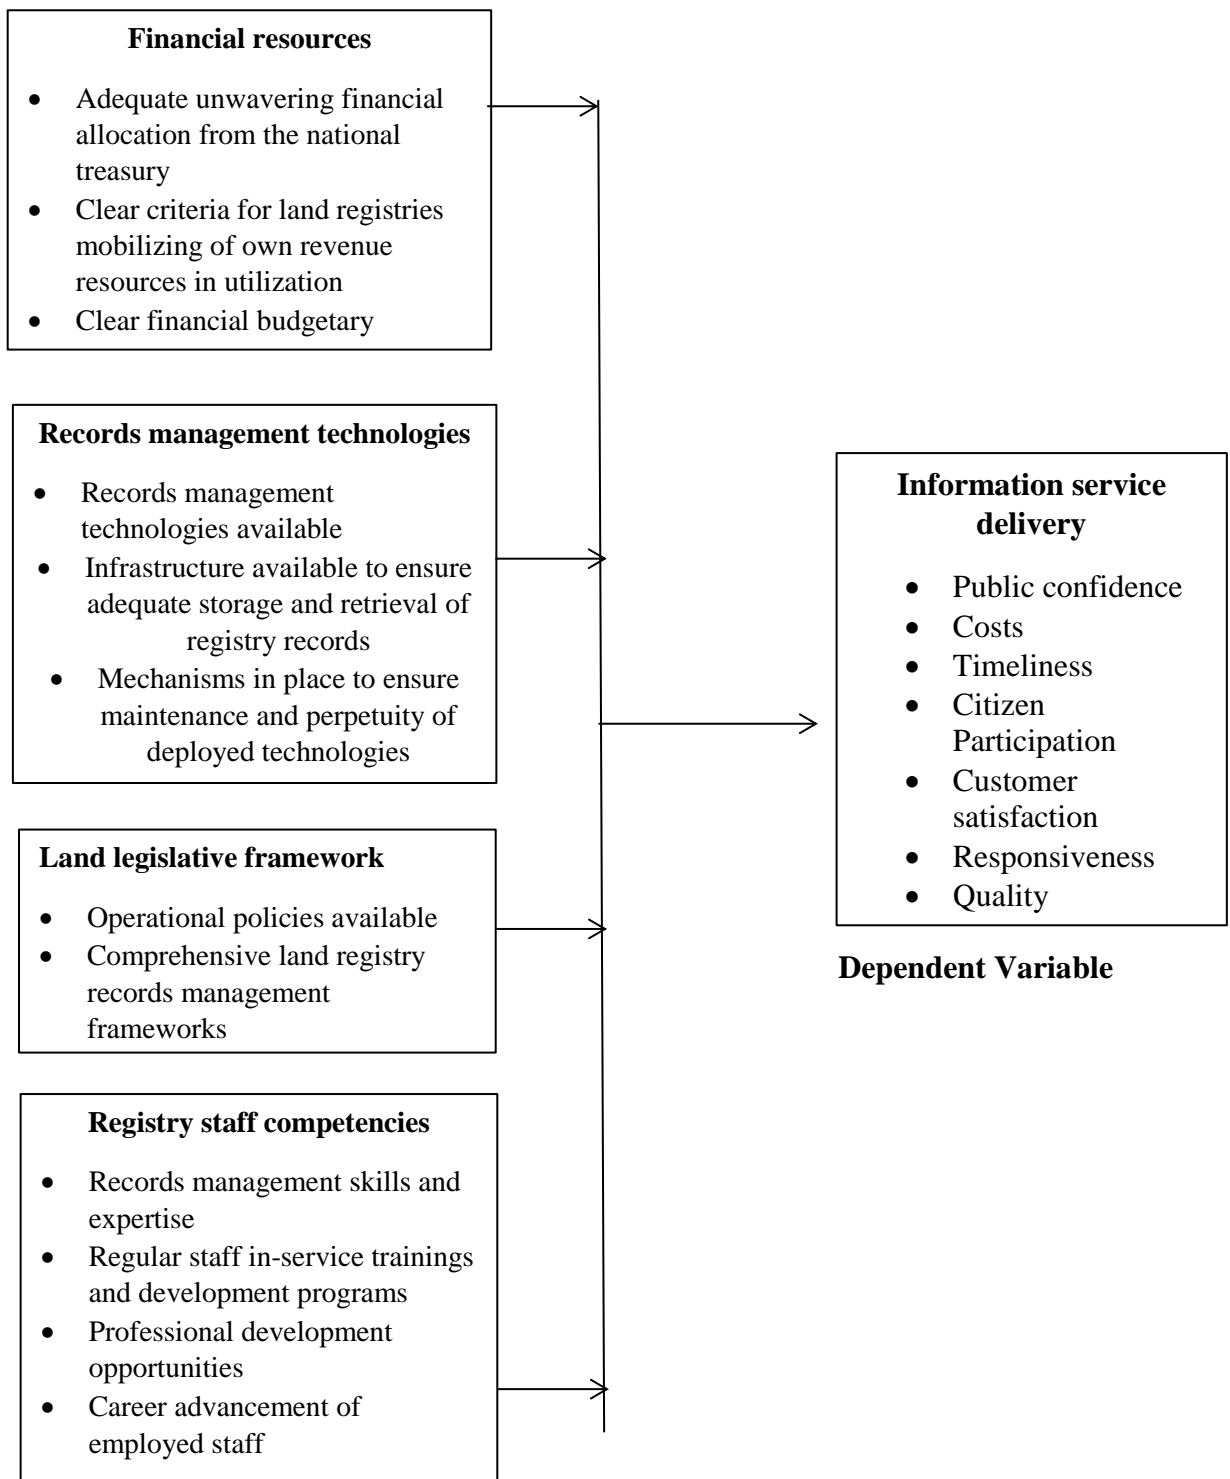 Financial resources
• Adequate unwavering financial
allocation from the national
treasury
• Clear criteria for land registries
mobilizing of own revenue
resources in utilization
• Clear financial budgetary
Records management technologies
• Records management
technologies available
• Infrastructure available to ensure
adequate storage and retrieval of
registry records
• Mechanisms in place to ensure
maintenance and perpetuity of
deployed technologies
Land legislative framework
• Operational policies available
• Comprehensive land registry
records management
frameworks
Registry staff competencies
• Records management skills and
expertise
• Regular staff in-service trainings
and development programs
• Professional development
opportunities
• Career advancement of
employed staff
Information service
delivery
• Public confidence
• Costs
• Timeliness
• Citizen
Participation
• Customer
satisfaction
• Responsiveness
• Quality
Dependent Variable